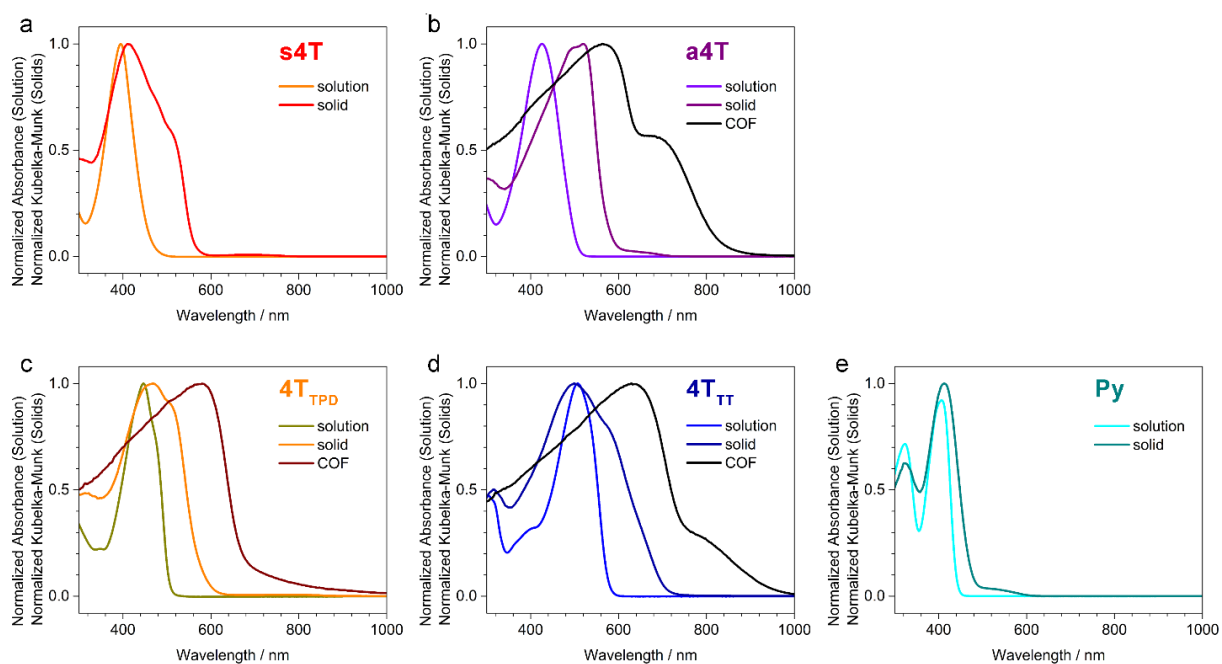 a
s4T
solution
solid
1.0
0.5
0.0
400
600
800
1000
Wavelength / nm
Normalized Absorbance (Solution)
Normalized Kubelka-Munk (Solids)
b
a4T
solution
solid
COF
1.0
0.5
0.0
400
600
800
1000
Wavelength / nm
Normalized Absorbance (Solution)
Normalized Kubelka-Munk (Solids)
c
4T TPD
solution
solid
COF
1.0
0.5
0.0
400
600
800
1000
Wavelength / nm
Normalized Absorbance (Solution)
Normalized Kubelka-Munk (Solids)
d
4T TT
solution
solid
COF
1.0
0.5
0.0
400
600
800
1000
Wavelength / nm
Normalized Absorbance (Solution)
Normalized Kubelka-Munk (Solids)
e
Py
solution
solid
1.0
0.5
0.0
400
600
800
1000
Wavelength / nm
Normalized Absorbance (Solution)
Normalized Kubelka-Munk (Solids)